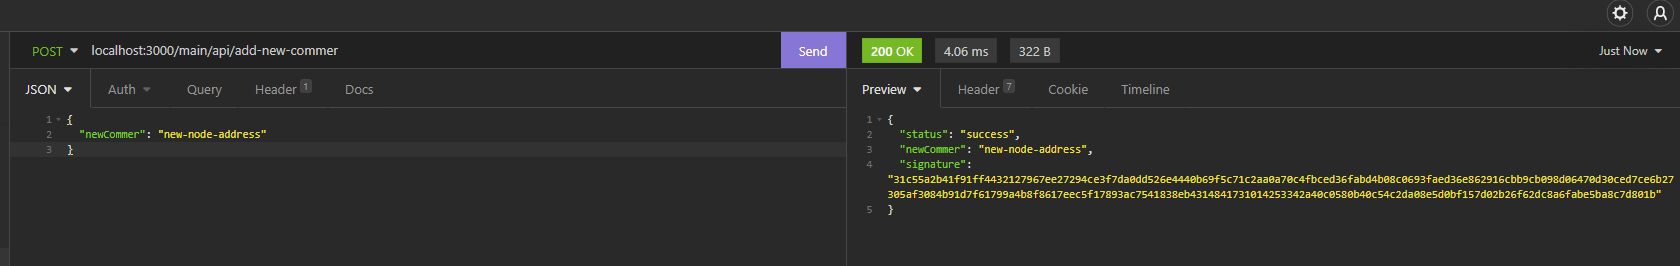 POST localhost:3000/main/api/add-new-commer Send 200 OK 4.06 ms 322 B Just Now
JSON Auth Query Header 1 Docs Preview Header 7 Cookie Timeline
1 {
2 "newCommer": "new-node-address"
3 }
1 {
2 "status": "success",
3 "newCommer": "new-node-address",
4 "signature":
"31c55a2b41f91ff4432127967ee27294ce3f7da0dd526e4440b69f5c71c2aa0a70c4fbced36fabd4b08c0693faed36e862916cbb9cb098d06470d30ced7ce6b27
305af3084b91d7f61799a4b8f8617eec5f17893ac7541838eb4314841731014253342a40c0580b40c54c2da08e5d0bf157d02b26f62dc8a6fabe5ba8c7d801b"
5 }